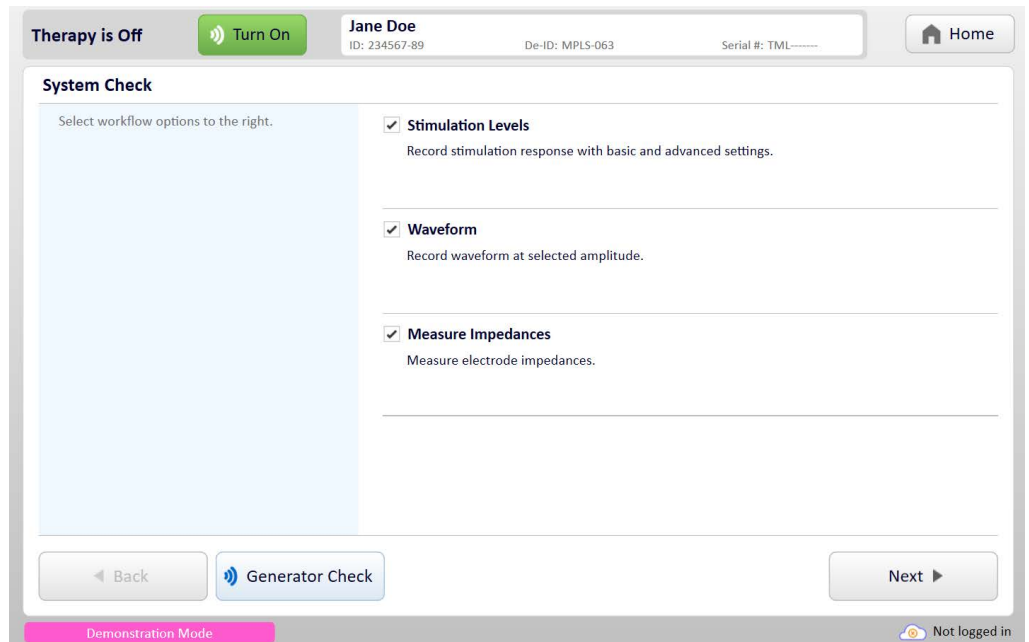 Therapy is Off
Turn On
Jane Doe
ID: 234567-89 De-ID: MPLS-063 Serial #: TML-------
Home
System Check
Select workflow options to the right.
Stimulation Levels
Record stimulation response with basic and advanced settings.
Waveform
Record waveform at selected amplitude.
Measure Impedances
Measure electrode impedances.
Back
Generator Check
Next
Demonstration Mode
Not logged in